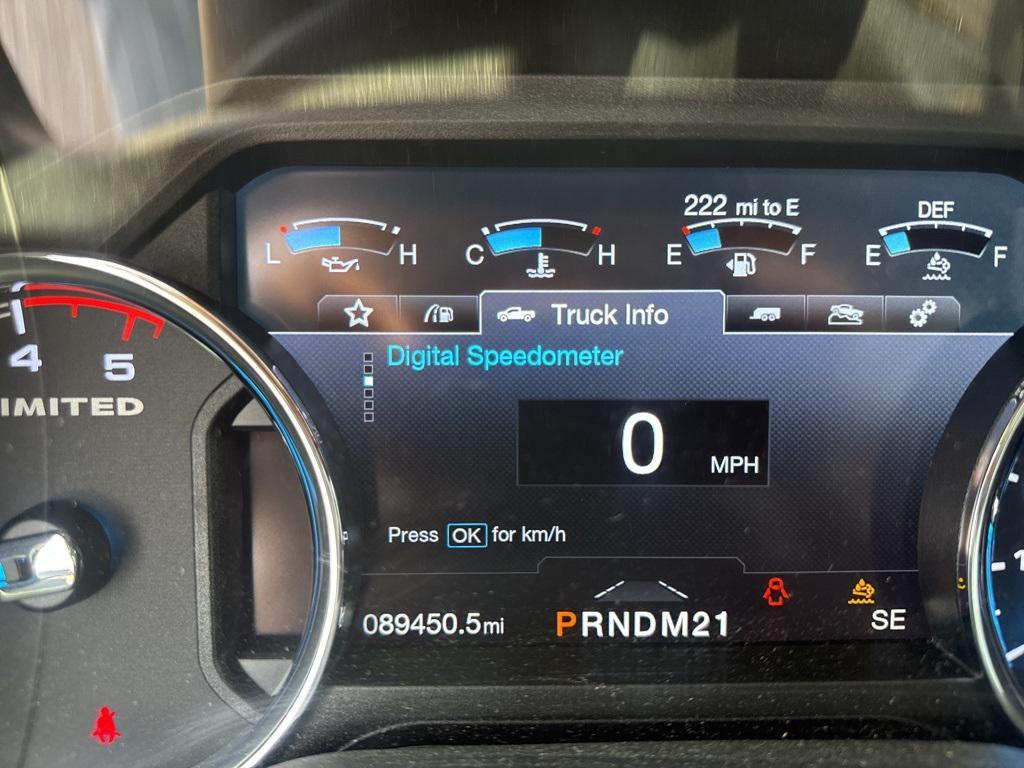 222 mi to E
DEF
L H
C H
E F
E F
Truck Info
4 5
Digital Speedometer
IMITED
0 MPH
Press OK for km/h
089450.5mi
PRNDM21
SE